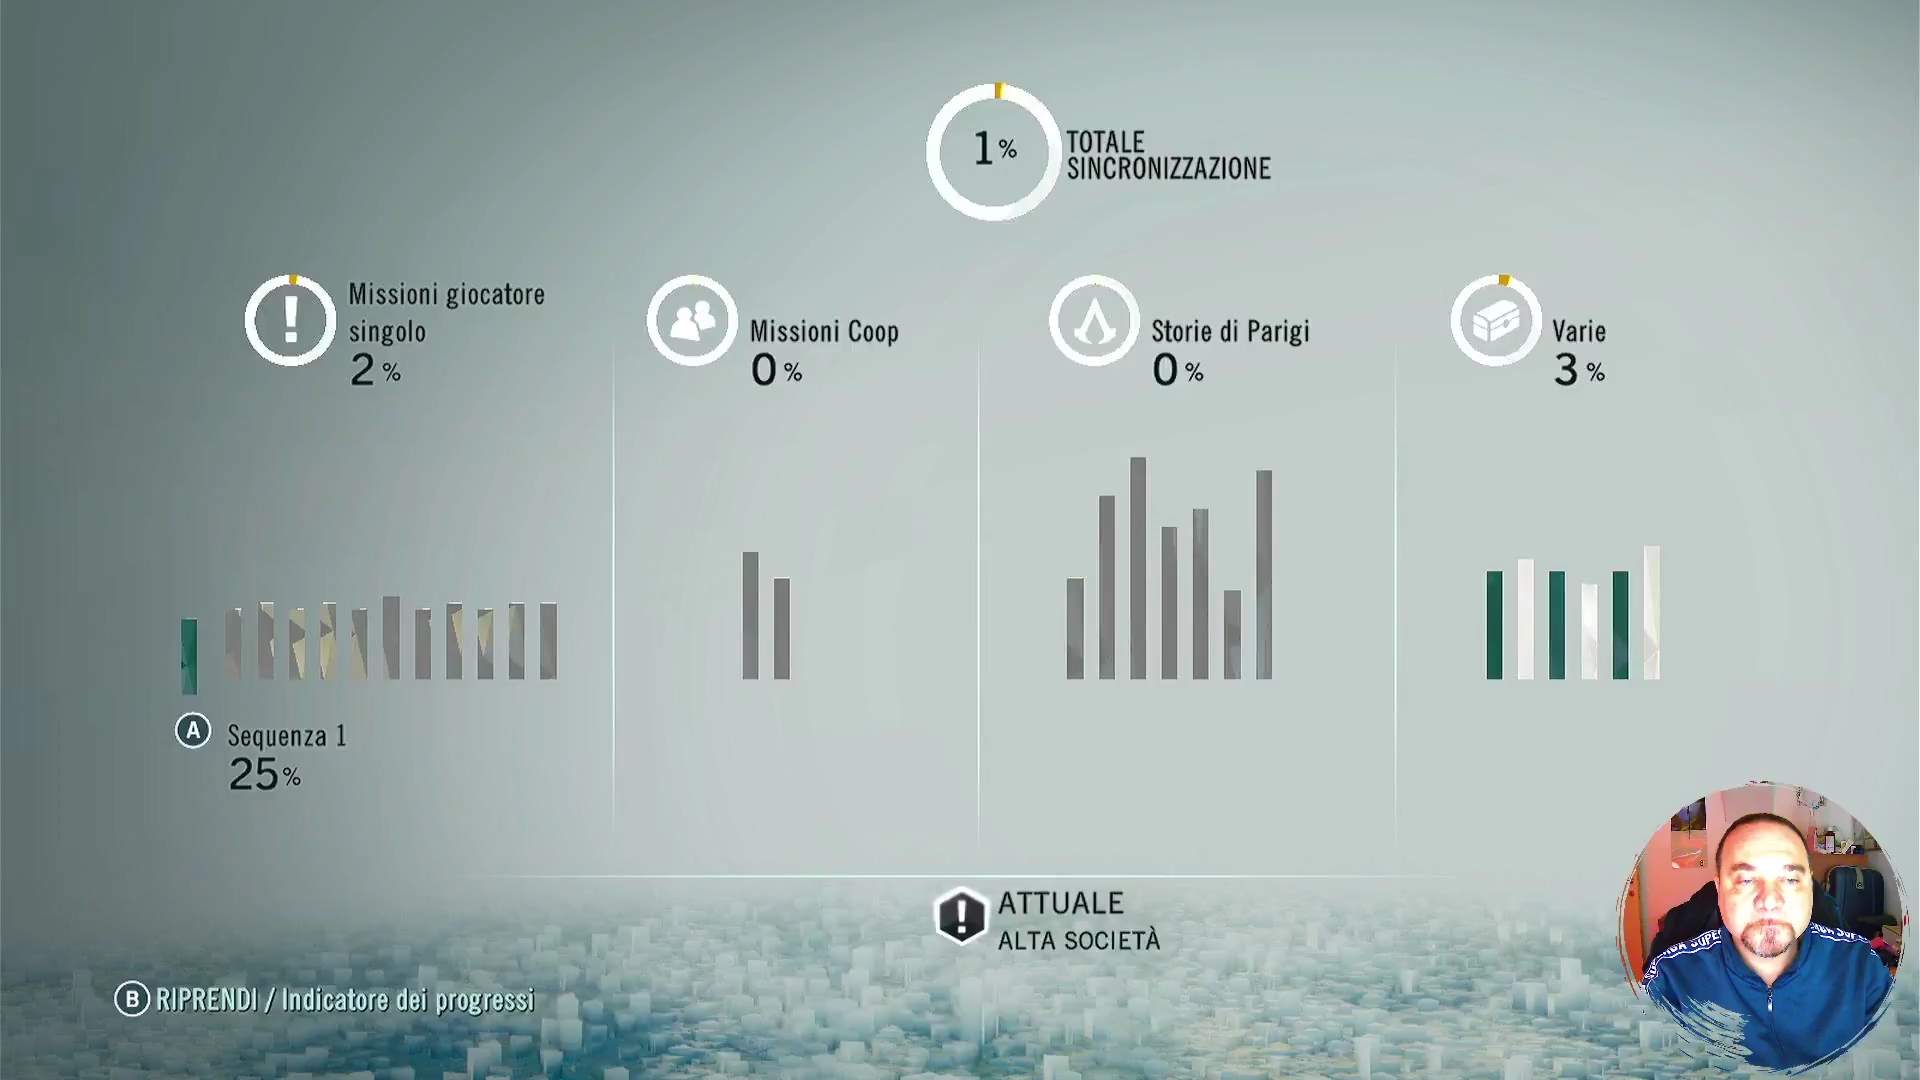 1%
TOTALE
SINCRONIZZAZIONE
Missioni giocatore
singolo
2 %
Missioni Coop
0 %
Storie di Parigi
0 %
Varie
3 %
A Sequenza 1
25%
ATTUALE
ALTA SOCIETÀ
B RIPRENDI / Indicatore dei progressi